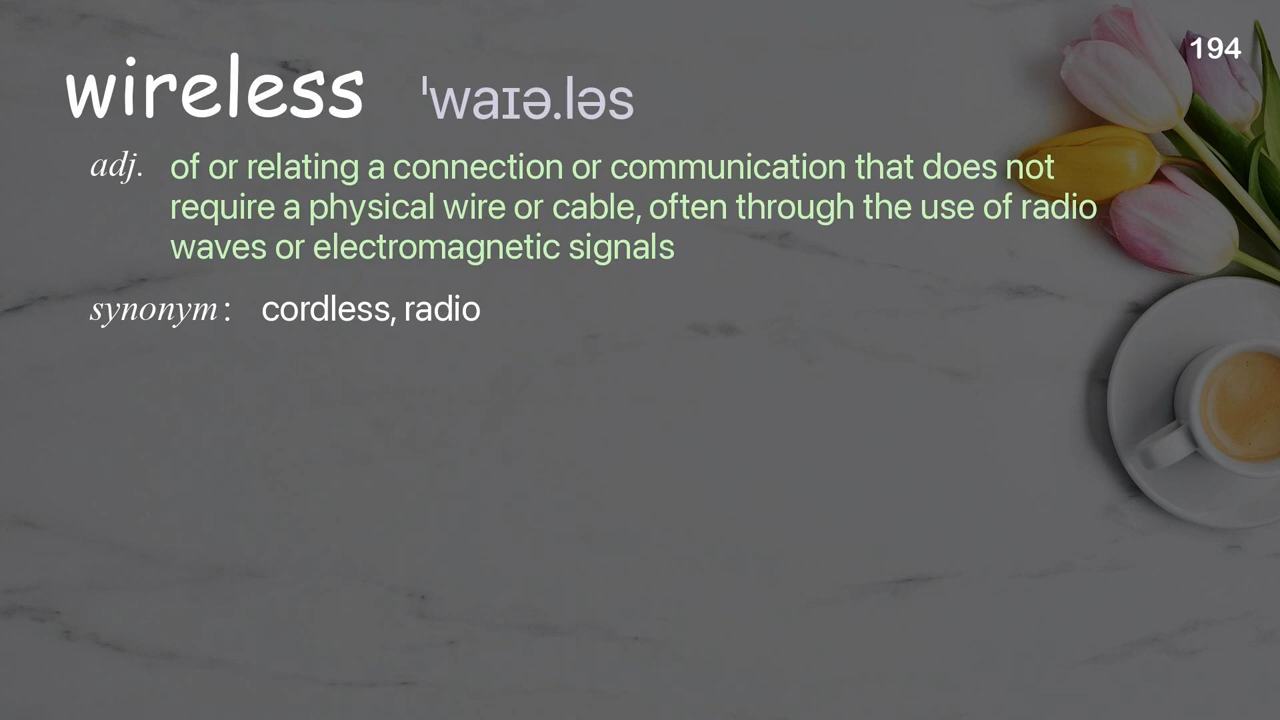 194
wireless ˈwaɪə.ləs
adj. of or relating a connection or communication that does not
require a physical wire or cable, often through the use of radio
waves or electromagnetic signals
synonym: cordless, radio